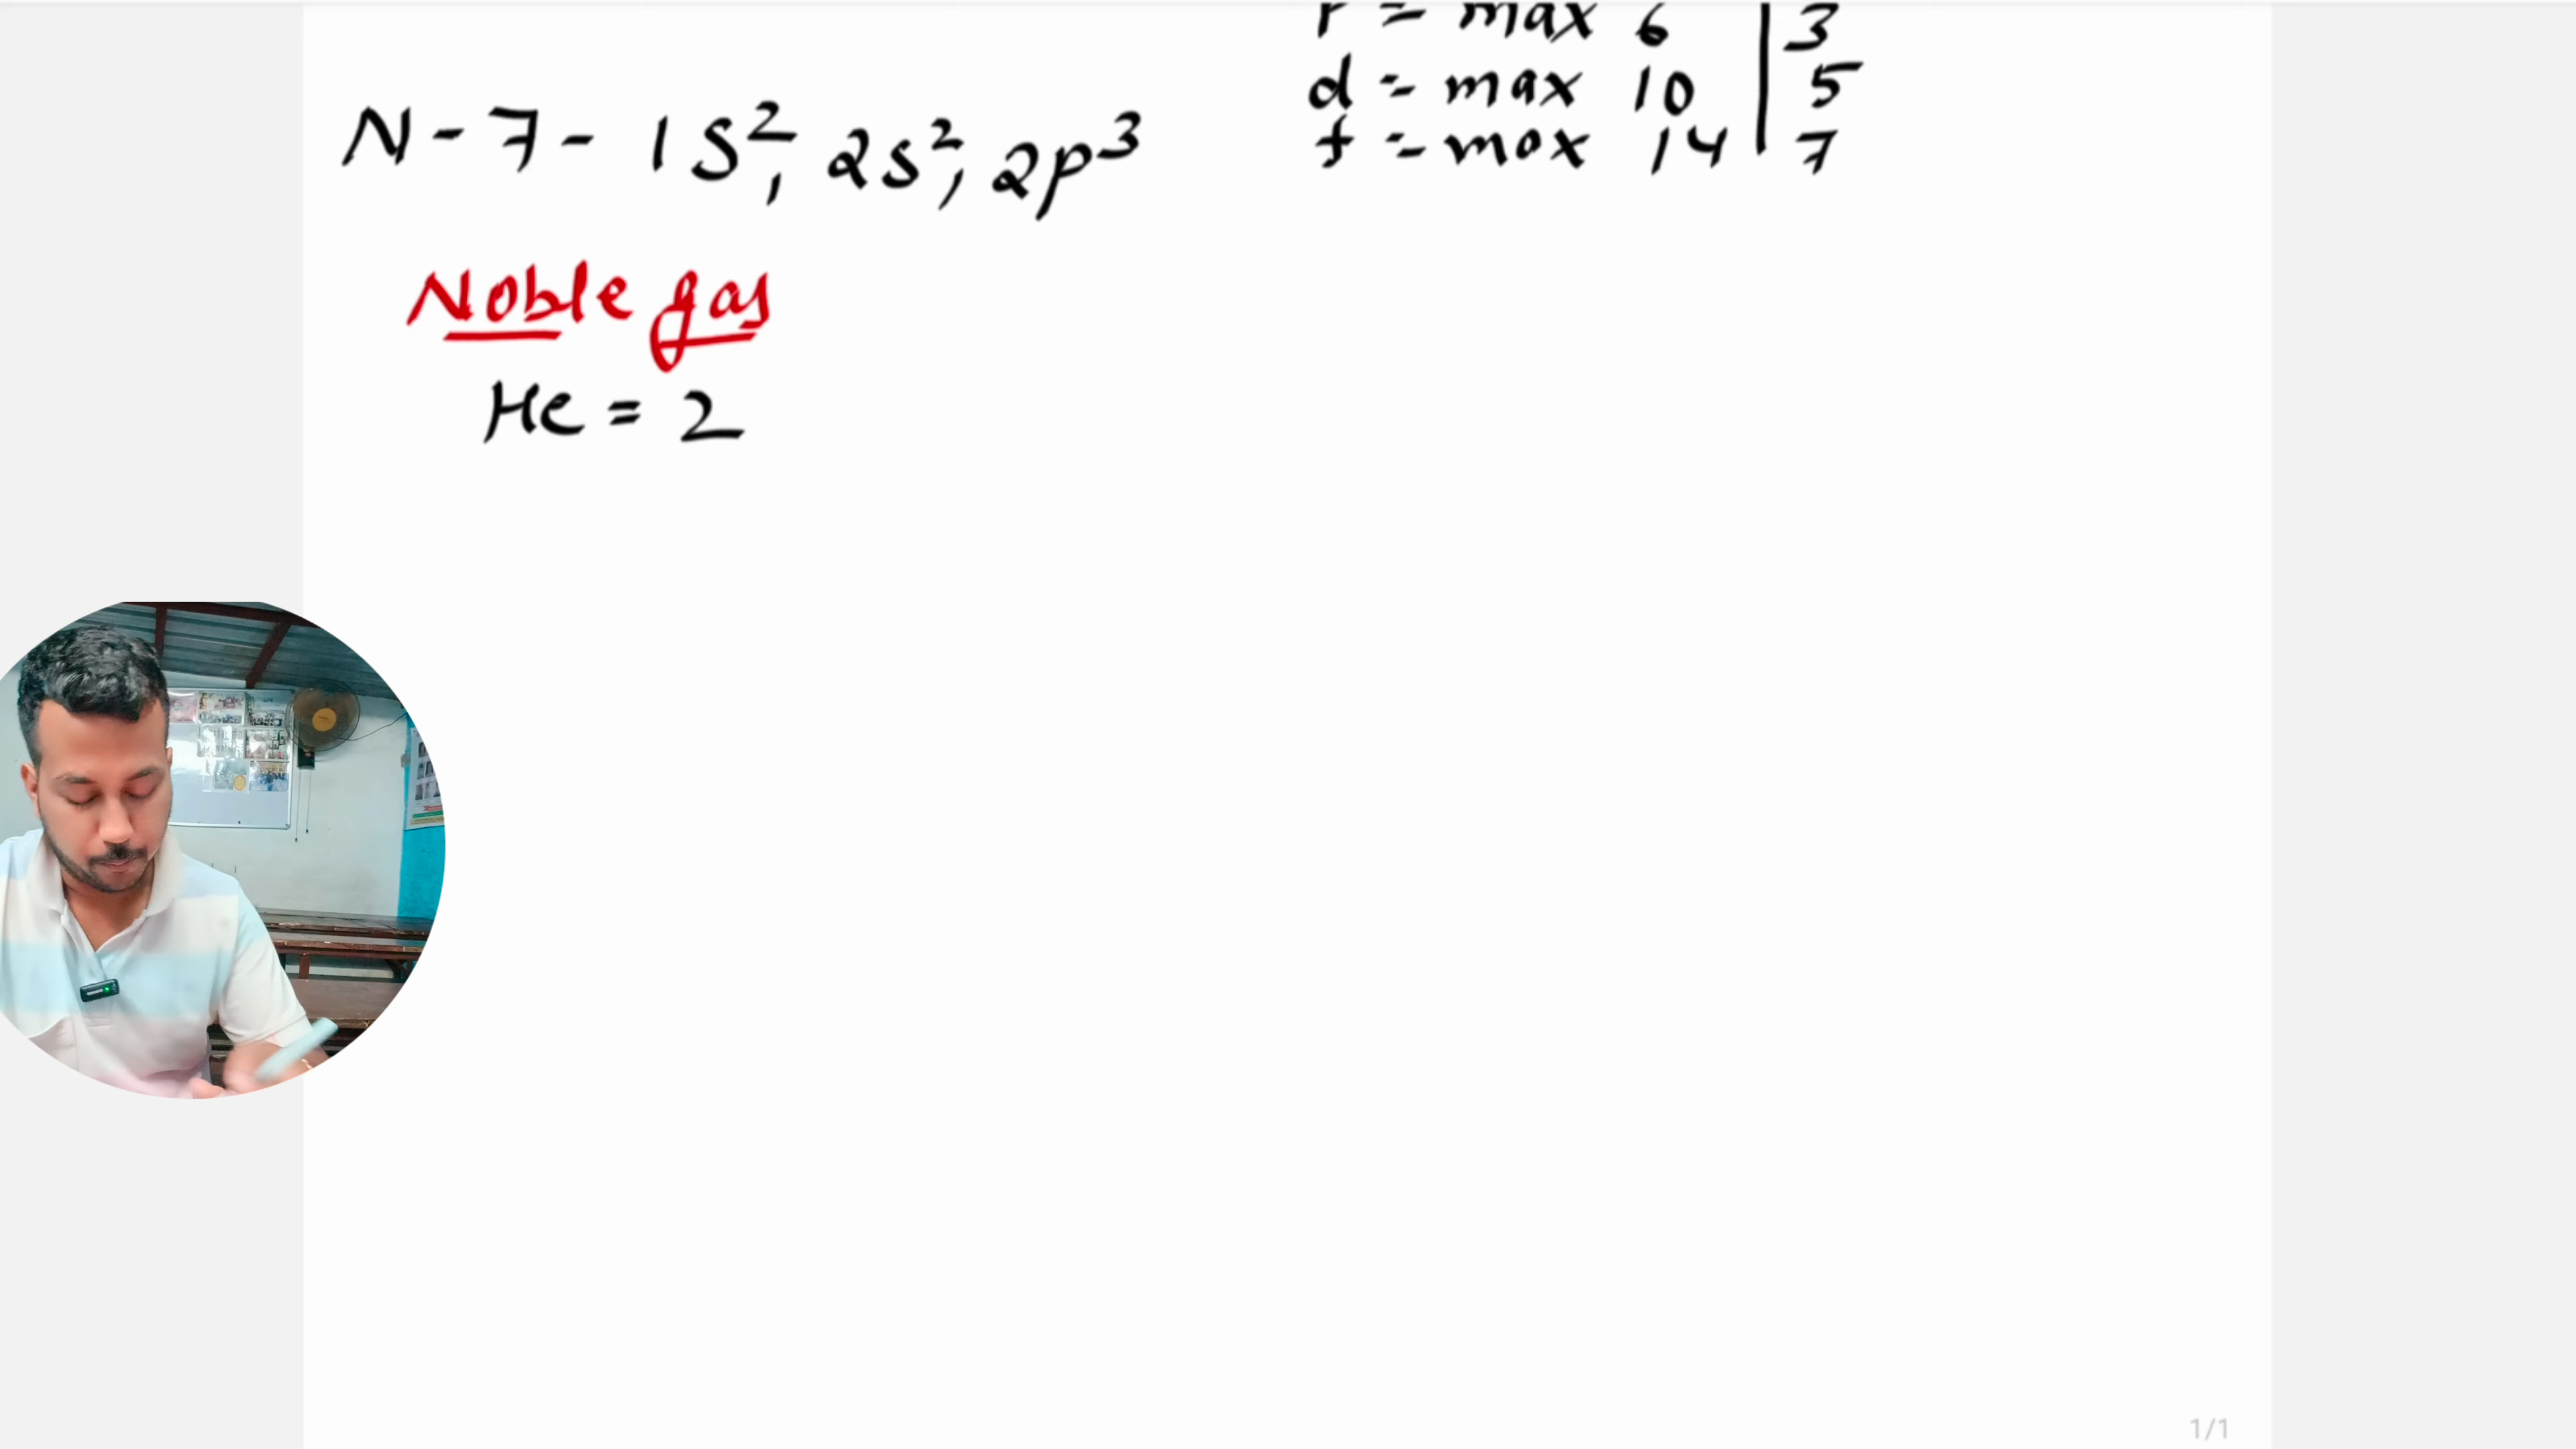 P = max 6 | 3
d = max 10 | 5
f = max 14 | 7
N - 7 - 1S², 2s², 2p³
Noble gas
He = 2
1/1